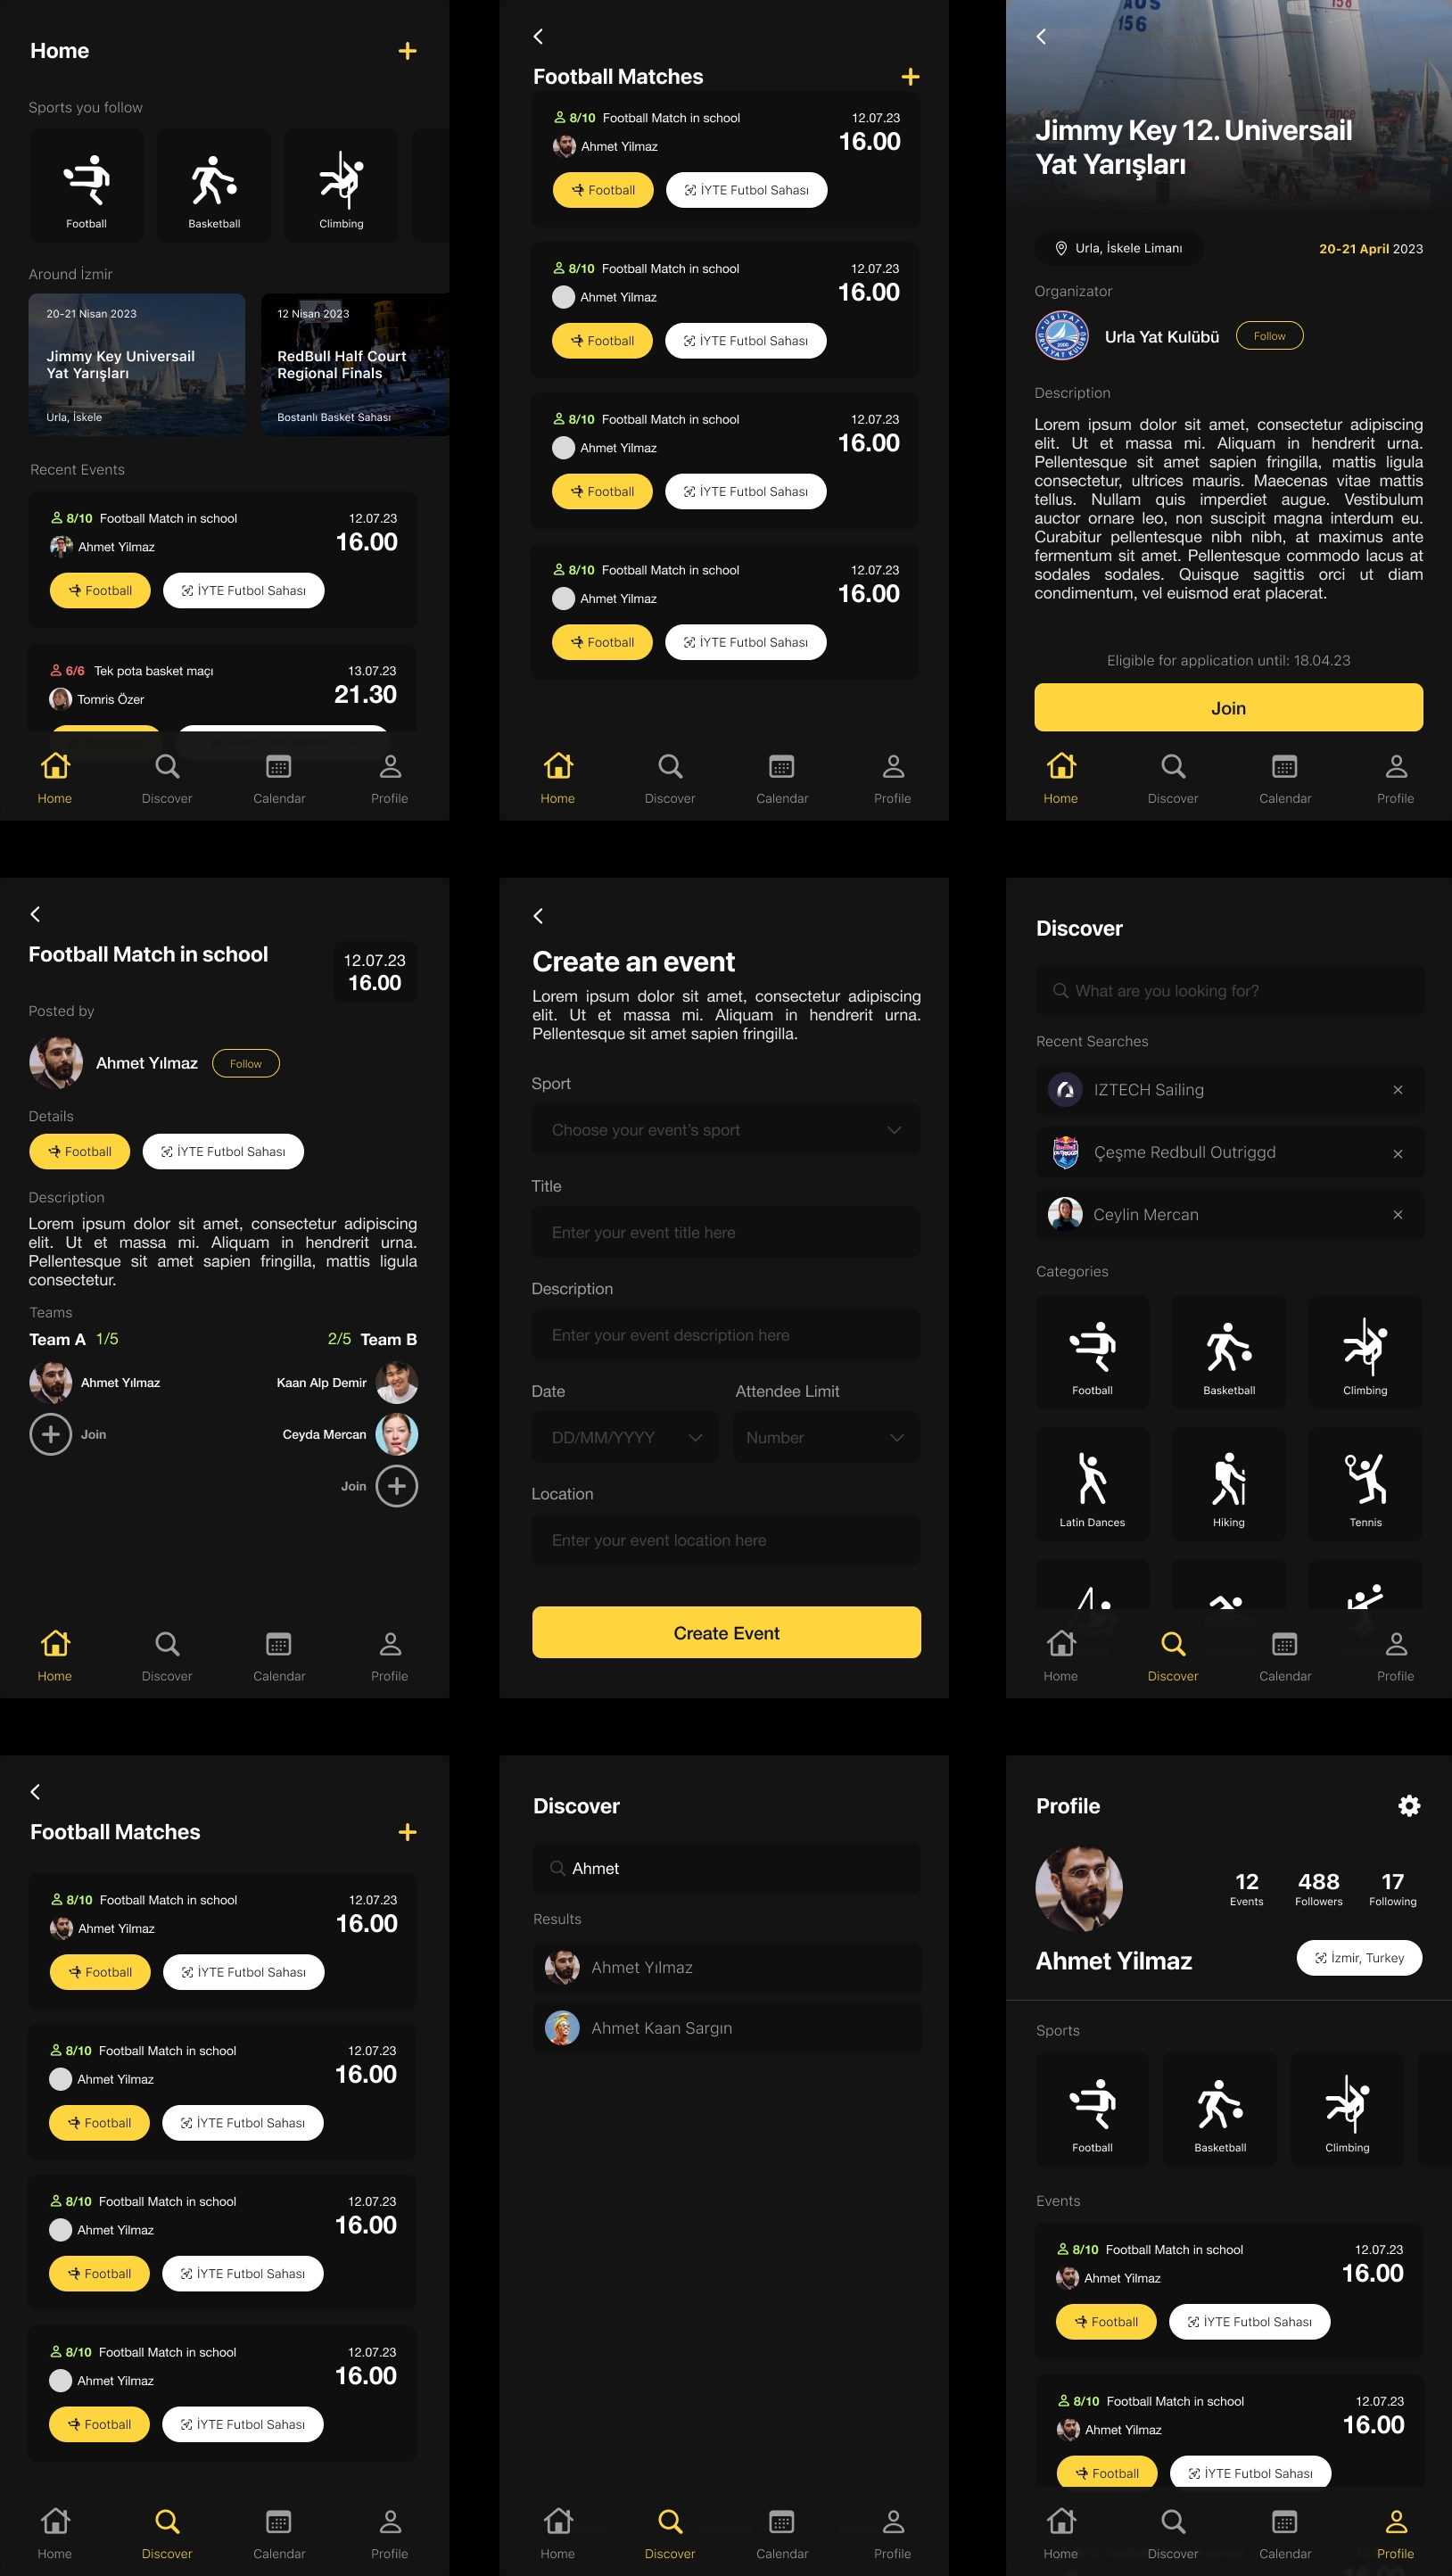 Home
Sports you follow
Football
Basketball
Climbing
Around İzmir
20-21 Nisan 2023
Jimmy Key Universail
Yat Yarışları
Urla, İskele
12 Nisan 2023
RedBull Half Court
Regional Finals
Bostanlı Basket Sahası
Recent Events
8/10 Football Match in school 12.07.23
Ahmet Yilmaz 16.00
Football İYTE Futbol Sahası
6/6 Tek pota basket maçı 13.07.23
Tomris Özer 21.30
Home Discover Calendar Profile
Football Matches
8/10 Football Match in school 12.07.23
Ahmet Yilmaz 16.00
Football İYTE Futbol Sahası
8/10 Football Match in school 12.07.23
Ahmet Yilmaz 16.00
Football İYTE Futbol Sahası
8/10 Football Match in school 12.07.23
Ahmet Yilmaz 16.00
Football İYTE Futbol Sahası
8/10 Football Match in school 12.07.23
Ahmet Yilmaz 16.00
Football İYTE Futbol Sahası
Home Discover Calendar Profile
AUS
156
158
Jimmy Key 12. Universail
Yat Yarışları
Urla, İskele Limanı 20-21 April 2023
Organizator
Urla Yat Kulübü Follow
Description
Lorem ipsum dolor sit amet, consectetur adipiscing
elit. Ut et massa mi. Aliquam in hendrerit urna.
Pellentesque sit amet sapien fringilla, mattis ligula
consectetur, ultrices mauris. Maecenas vitae mattis
tellus. Nullam quis imperdiet augue. Vestibulum
auctor ornare leo, non suscipit magna interdum eu.
Curabitur pellentesque nibh nibh, at maximus ante
fermentum sit amet. Pellentesque commodo lacus at
sodales sodales. Quisque sagittis orci ut diam
condimentum, vel euismod erat placerat.
Eligible for application until: 18.04.23
Join
Home Discover Calendar Profile
Football Match in school 12.07.23
16.00
Posted by
Ahmet Yılmaz Follow
Details
Football İYTE Futbol Sahası
Description
Lorem ipsum dolor sit amet, consectetur adipiscing
elit. Ut et massa mi. Aliquam in hendrerit urna.
Pellentesque sit amet sapien fringilla, mattis ligula
consectetur.
Teams
Team A 1/5 2/5 Team B
Ahmet Yılmaz Kaan Alp Demir
Join Ceyda Mercan
Join
Home Discover Calendar Profile
Create an event
Lorem ipsum dolor sit amet, consectetur adipiscing
elit. Ut et massa mi. Aliquam in hendrerit urna.
Pellentesque sit amet sapien fringilla.
Sport
Choose your event's sport
Title
Enter your event title here
Description
Enter your event description here
Date Attendee Limit
DD/MM/YYYY Number
Location
Enter your event location here
Create Event
Discover
What are you looking for?
Recent Searches
IZTECH Sailing
Çeşme Redbull Outriggd
Ceylin Mercan
Categories
Football Basketball Climbing
Latin Dances Hiking Tennis
Home Discover Calendar Profile
Football Matches
8/10 Football Match in school 12.07.23
Ahmet Yilmaz 16.00
Football İYTE Futbol Sahası
8/10 Football Match in school 12.07.23
Ahmet Yilmaz 16.00
Football İYTE Futbol Sahası
8/10 Football Match in school 12.07.23
Ahmet Yilmaz 16.00
Football İYTE Futbol Sahası
8/10 Football Match in school 12.07.23
Ahmet Yilmaz 16.00
Football İYTE Futbol Sahası
Home Discover Calendar Profile
Discover
Ahmet
Results
Ahmet Yılmaz
Ahmet Kaan Sargın
Home Discover Calendar Profile
Profile
12 488 17
Events Followers Following
Ahmet Yilmaz İzmir, Turkey
Sports
Football Basketball Climbing
Events
8/10 Football Match in school 12.07.23
Ahmet Yilmaz 16.00
Football İYTE Futbol Sahası
8/10 Football Match in school 12.07.23
Ahmet Yilmaz 16.00
Football İYTE Futbol Sahası
Home Discover Calendar Profile